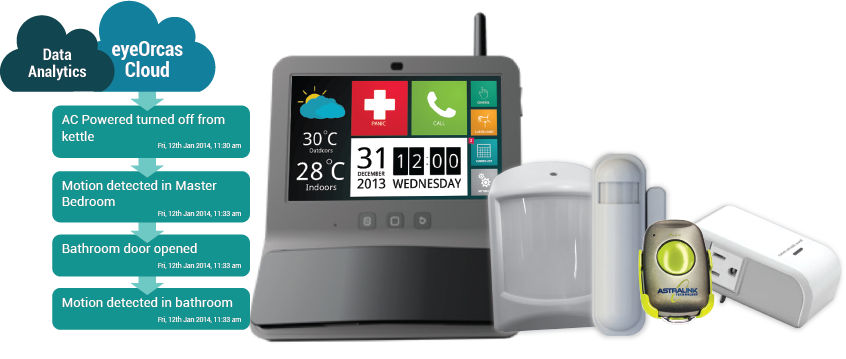 Data
Analytics
eyeOrcas
Cloud
AC Powered turned off from
kettle
Fri, 12th Jan 2014, 11:30 am
Motion detected in Master
Bedroom
Fri, 12th Jan 2014, 11:33 am
Bathroom door opened
Fri, 12th Jan 2014, 11:33 am
Motion detected in bathroom
Fri, 12th Jan 2014, 11:33 am
30°C
Outdoors
28°C
Indoors
PANIC
CALL
31
DECEMBER
2013
12:00
WEDNESDAY
ASTRALINK
TECHNOLOGY